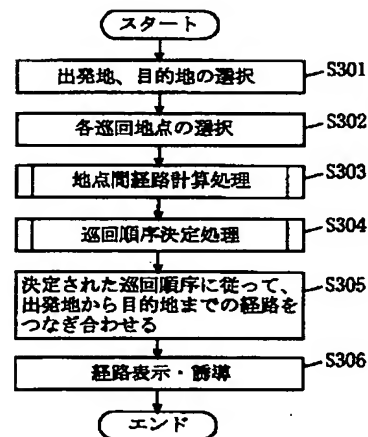 スタート
出発地、目的地の選択
S301
各巡回地点の選択
S302
地点間経路計算処理
S303
巡回順序決定処理
S304
決定された巡回順序に従って、
出発地から目的地までの経路を
つなぎ合わせる
S305
経路表示・誘導
S306
エンド